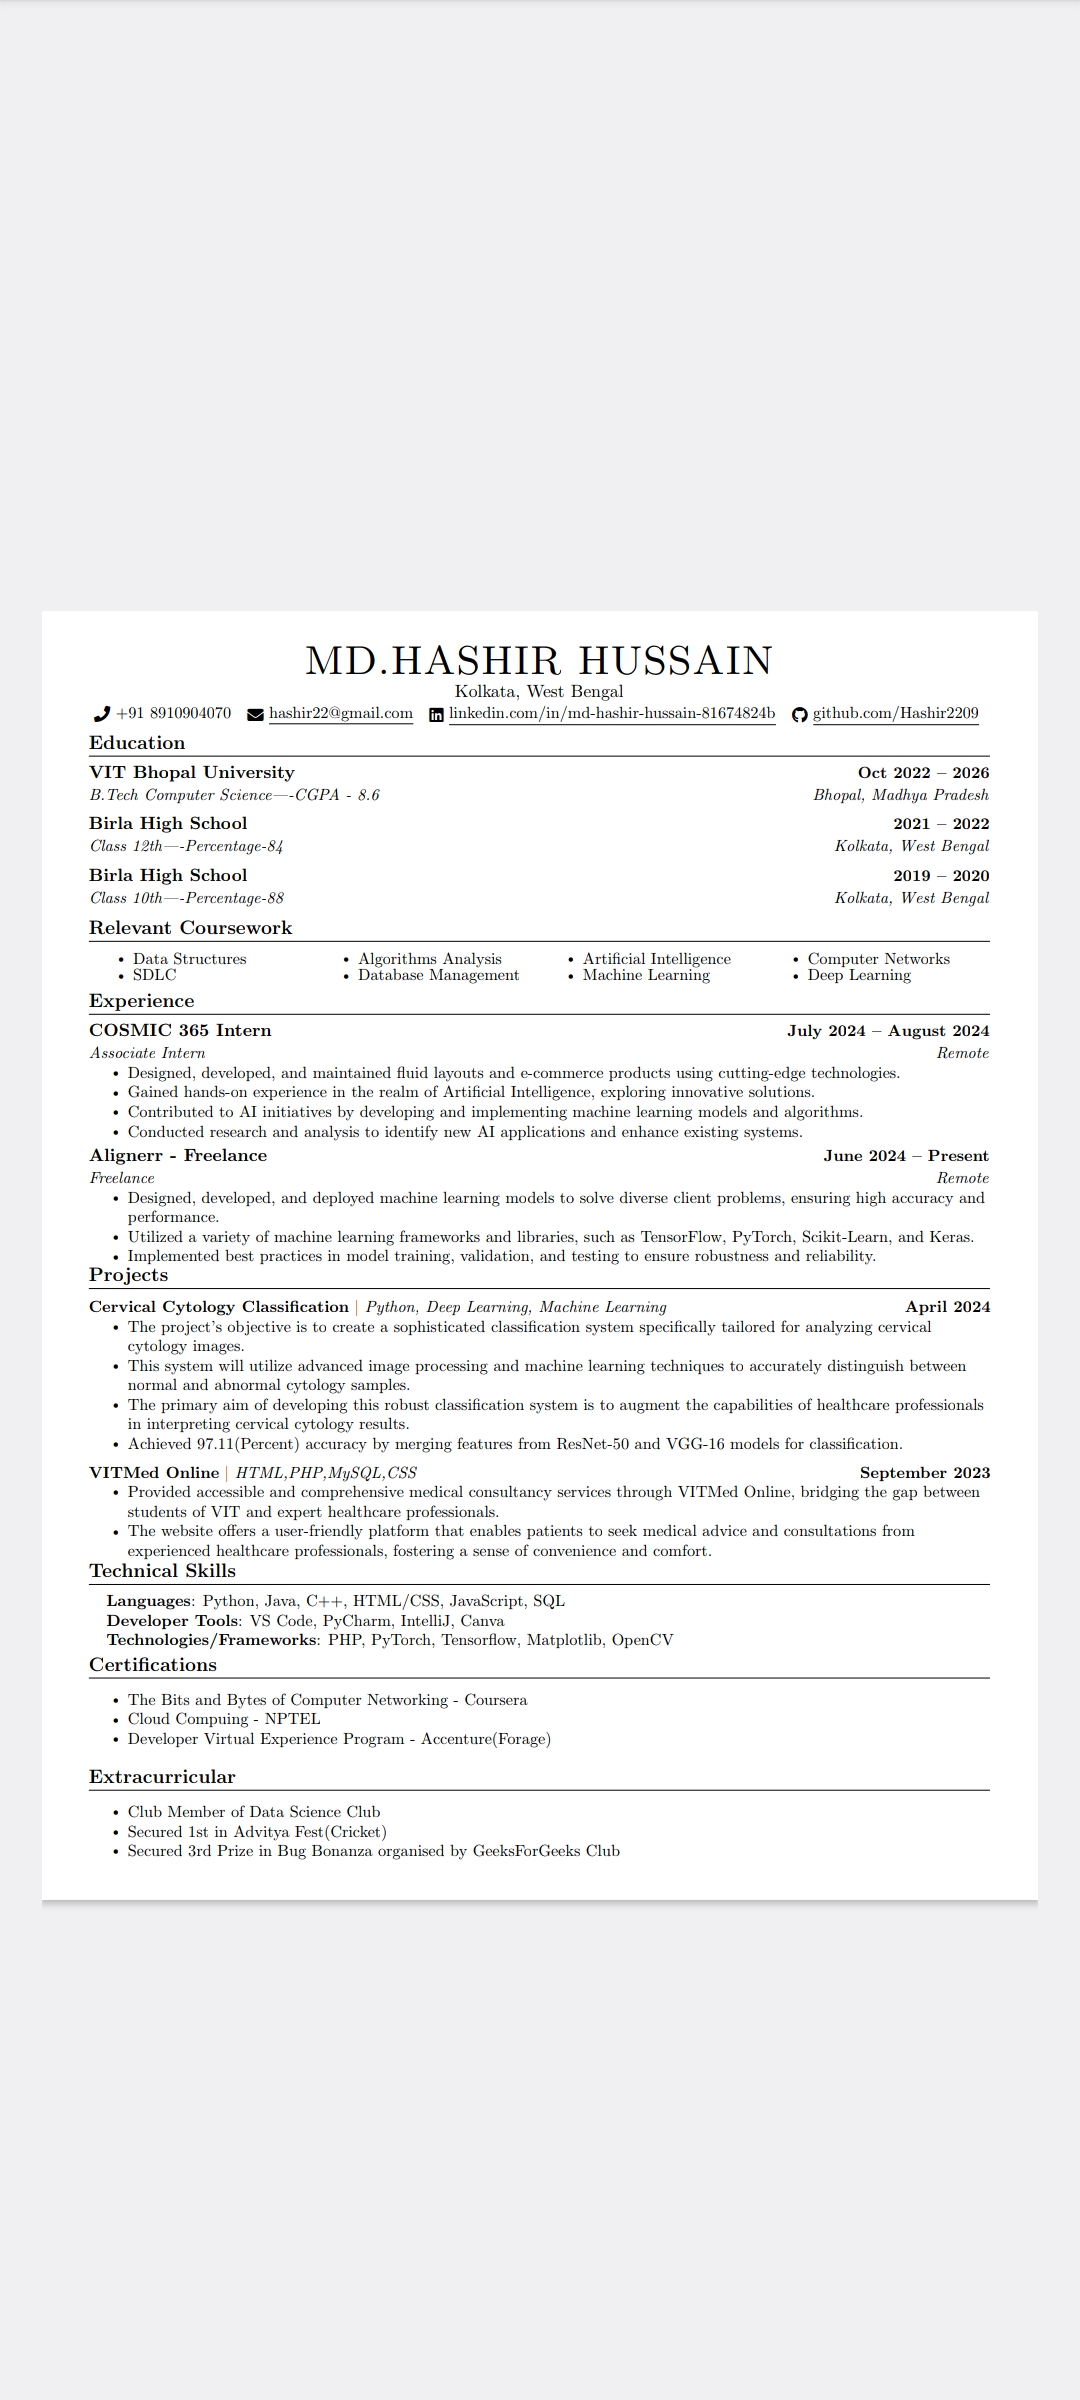 MD.HASHIR HUSSAIN
Kolkata, West Bengal
+91 8910904070 hashir22@gmail.com linkedin.com/in/md-hashir-hussain-81674824b github.com/Hashir2209
Education
VIT Bhopal University Oct 2022 – 2026
B.Tech Computer Science—-CGPA - 8.6 Bhopal, Madhya Pradesh
Birla High School 2021 – 2022
Class 12th—-Percentage-84 Kolkata, West Bengal
Birla High School 2019 – 2020
Class 10th—-Percentage-88 Kolkata, West Bengal
Relevant Coursework
• Data Structures • Algorithms Analysis • Artificial Intelligence • Computer Networks
• SDLC • Database Management • Machine Learning • Deep Learning
Experience
COSMIC 365 Intern July 2024 – August 2024
Associate Intern Remote
• Designed, developed, and maintained fluid layouts and e-commerce products using cutting-edge technologies.
• Gained hands-on experience in the realm of Artificial Intelligence, exploring innovative solutions.
• Contributed to AI initiatives by developing and implementing machine learning models and algorithms.
• Conducted research and analysis to identify new AI applications and enhance existing systems.
Alignerr - Freelance June 2024 – Present
Freelance Remote
• Designed, developed, and deployed machine learning models to solve diverse client problems, ensuring high accuracy and
performance.
• Utilized a variety of machine learning frameworks and libraries, such as TensorFlow, PyTorch, Scikit-Learn, and Keras.
• Implemented best practices in model training, validation, and testing to ensure robustness and reliability.
Projects
Cervical Cytology Classification | Python, Deep Learning, Machine Learning April 2024
• The project's objective is to create a sophisticated classification system specifically tailored for analyzing cervical
cytology images.
• This system will utilize advanced image processing and machine learning techniques to accurately distinguish between
normal and abnormal cytology samples.
• The primary aim of developing this robust classification system is to augment the capabilities of healthcare professionals
in interpreting cervical cytology results.
• Achieved 97.11(Percent) accuracy by merging features from ResNet-50 and VGG-16 models for classification.
VITMed Online | HTML,PHP,MySQL,CSS September 2023
• Provided accessible and comprehensive medical consultancy services through VITMed Online, bridging the gap between
students of VIT and expert healthcare professionals.
• The website offers a user-friendly platform that enables patients to seek medical advice and consultations from
experienced healthcare professionals, fostering a sense of convenience and comfort.
Technical Skills
Languages: Python, Java, C++, HTML/CSS, JavaScript, SQL
Developer Tools: VS Code, PyCharm, IntelliJ, Canva
Technologies/Frameworks: PHP, PyTorch, Tensorflow, Matplotlib, OpenCV
Certifications
• The Bits and Bytes of Computer Networking - Coursera
• Cloud Compuing - NPTEL
• Developer Virtual Experience Program - Accenture(Forage)
Extracurricular
• Club Member of Data Science Club
• Secured 1st in Advitya Fest(Cricket)
• Secured 3rd Prize in Bug Bonanza organised by GeeksForGeeks Club